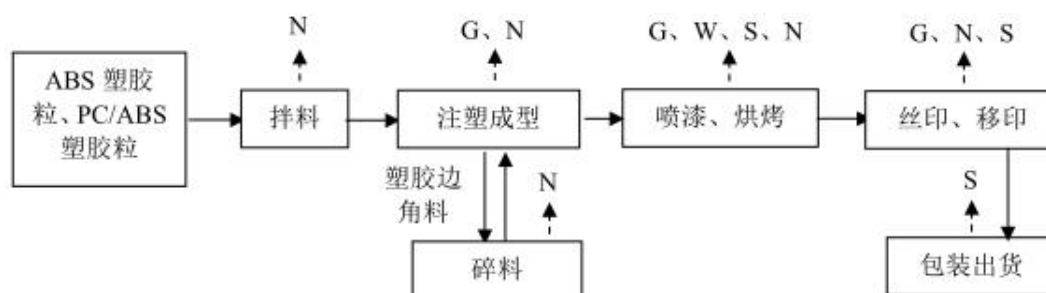 N
G、N
G、W、S、N
G、N、S
ABS 塑胶
粒、PC/ABS
塑胶粒
拌料
注塑成型
喷漆、烘烤
丝印、移印
塑胶边
角料
N
S
碎料
包装出货